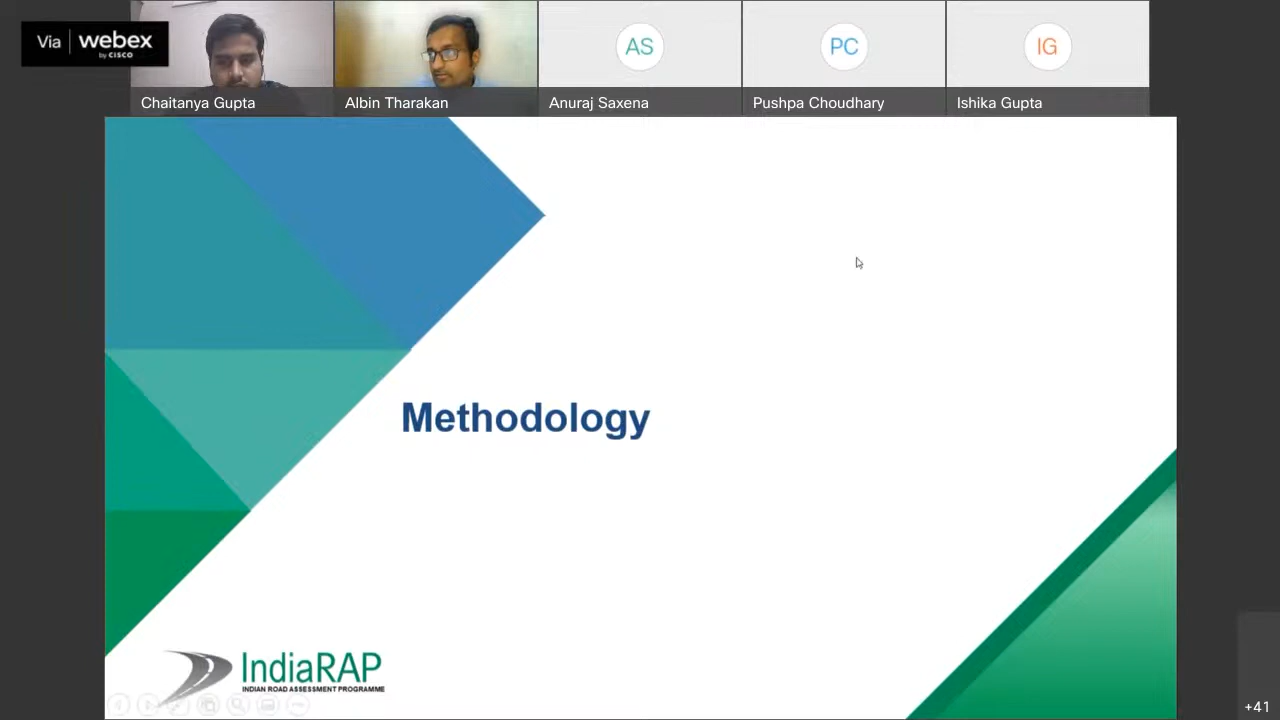 Via webex
by CISCO
AS
PC
IG
Chaitanya Gupta
Albin Tharakan
Anuraj Saxena
Pushpa Choudhary
Ishika Gupta
Methodology
IndiaRAP
INDIAN ROAD ASSESSMENT PROGRAMME
+41